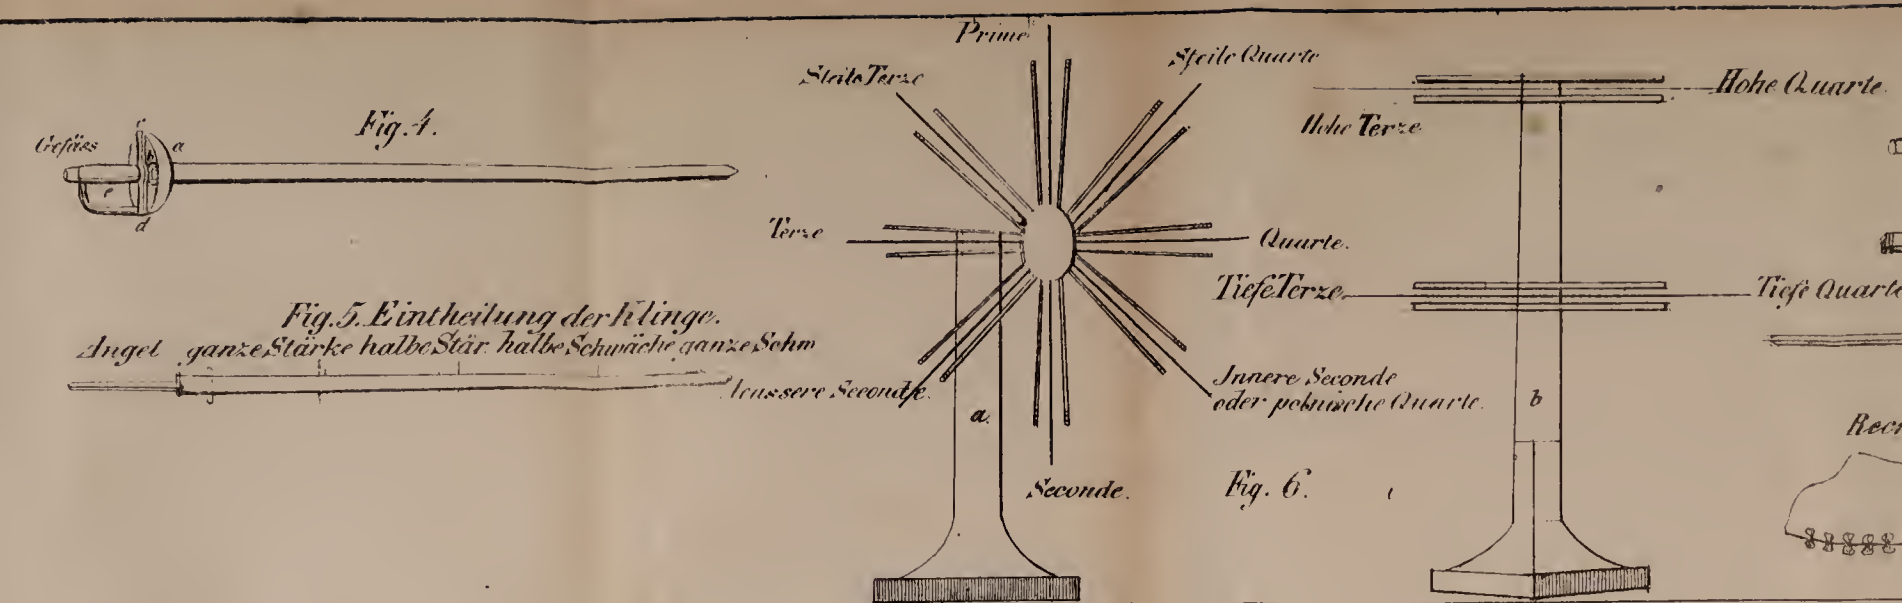 Fig. 4.
Gefäss
c
a
e
d
Fig. 5. Eintheilung der Klinge.
Angel ganze Stärke halbe Stär. halbe Schwäche ganze Schw
Prime
Steile Terze
Steile Quarte
Terze
Quarte.
Aeussere Seconde.
Innere Seconde
oder polnische Quarte.
a.
Seconde.
Fig. 6.
Hohe Quarte.
Hohe Terze
Tiefe Terze
Tiefe Quarte
b